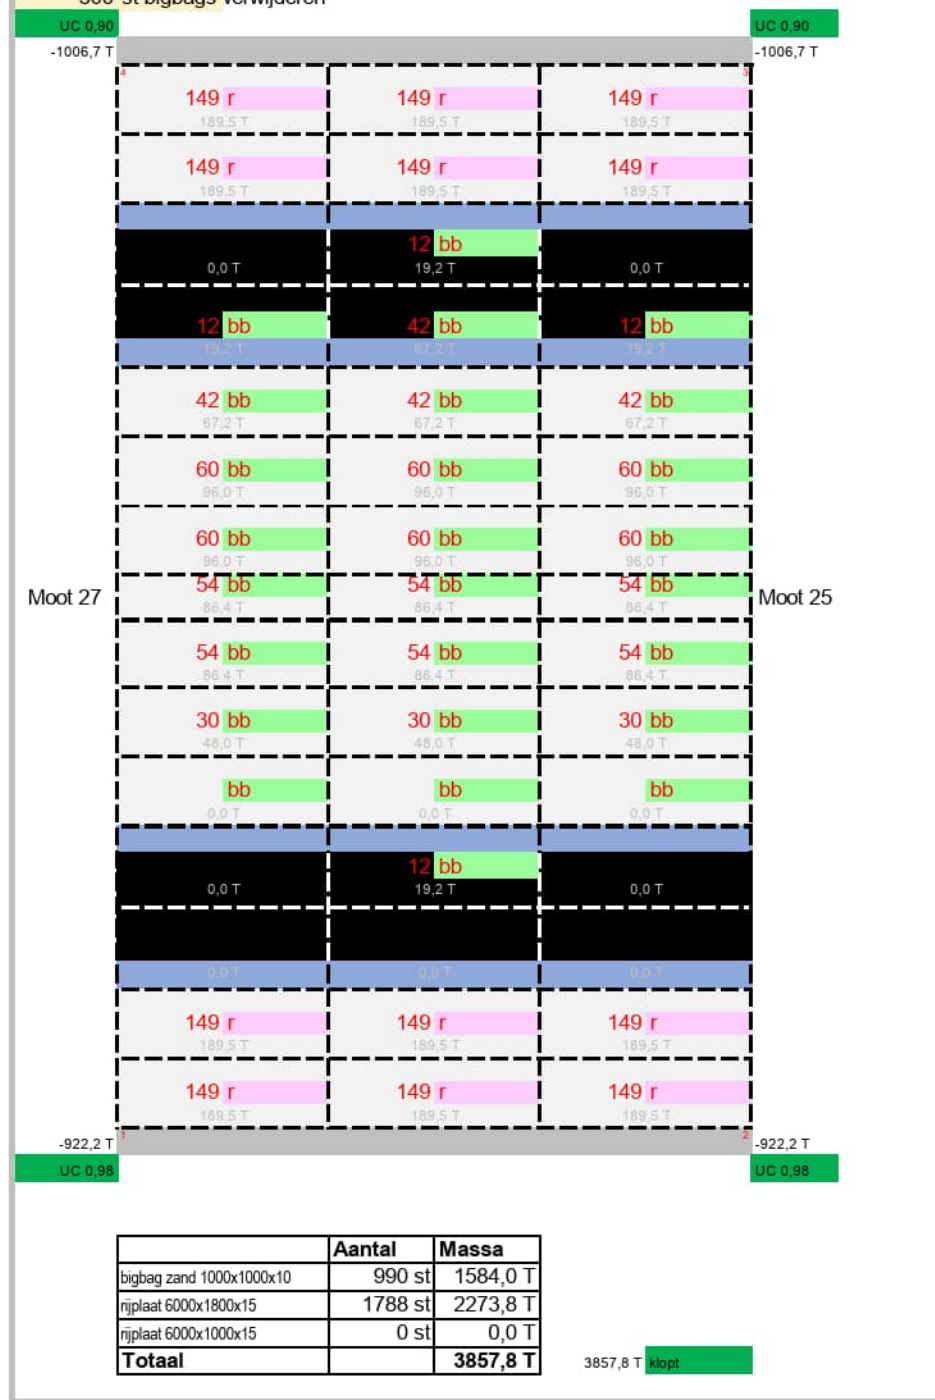 st bigbags verwijderen
UC 0,90 UC 0,90
-1006,7 T -1006,7 T
4 3
149 r 149 r 149 r
189,5 T 189,5 T 189,5 T
149 r 149 r 149 r
189,5 T 189,5 T 189,5 T
12 bb
0,0 T 19,2 T 0,0 T
12 bb 42 bb 12 bb
19,2 T 67,2 T 19,2 T
42 bb 42 bb 42 bb
67,2 T 67,2 T 67,2 T
60 bb 60 bb 60 bb
96,0 T 96,0 T 96,0 T
60 bb 60 bb 60 bb
96,0 T 96,0 T 96,0 T
54 bb 54 bb 54 bb
Moot 27 86,4 T 86,4 T 86,4 T Moot 25
54 bb 54 bb 54 bb
86,4 T 86,4 T 86,4 T
30 bb 30 bb 30 bb
48,0 T 48,0 T 48,0 T
bb bb bb
0,0 T 0,0 T 0,0 T
12 bb
0,0 T 19,2 T 0,0 T
0,0 T 0,0 T 0,0 T
149 r 149 r 149 r
189,5 T 189,5 T 189,5 T
149 r 149 r 149 r
189,5 T 189,5 T 189,5 T
1 2
-922,2 T -922,2 T
UC 0,98 UC 0,98
Aantal Massa
bigbag zand 1000x1000x10 990 st 1584,0 T
rijplaat 6000x1800x15 1788 st 2273,8 T
rijplaat 6000x1000x15 0 st 0,0 T
Totaal 3857,8 T 3857,8 T klopt